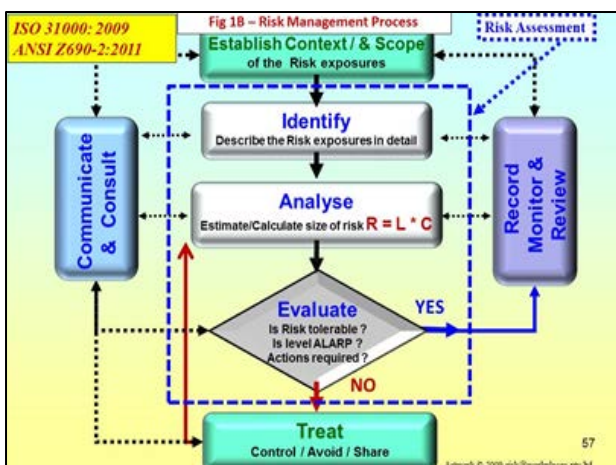 ISO 31000: 2009
ANSI Z690-2:2011
Fig 1B – Risk Management Process
Risk Assessment
Establish Context / & Scope
of the Risk exposures
Communicate
& Consult
Identify
Describe the Risk exposures in detail
Analyse
Estimate/Calculate size of risk R = L * C
Record
Monitor &
Review
Evaluate
Is Risk tolerable ?
Is level ALARP ?
Actions required ?
YES
NO
Treat
Control / Avoid / Share
57